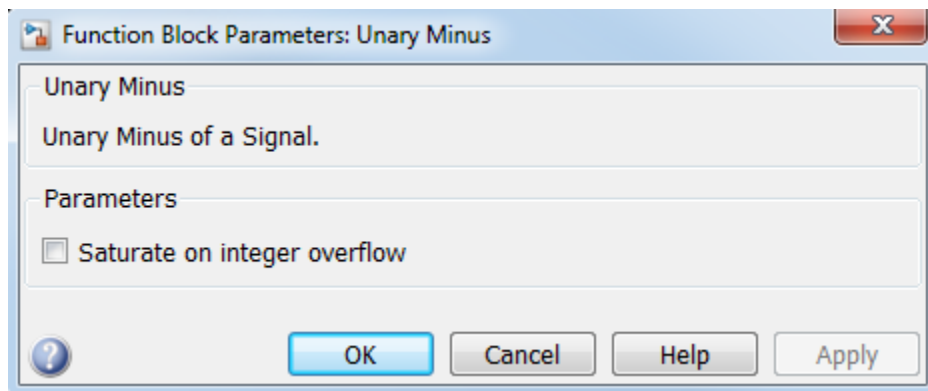 Function Block Parameters: Unary Minus
Unary Minus
Unary Minus of a Signal.
Parameters
Saturate on integer overflow
OK Cancel Help Apply